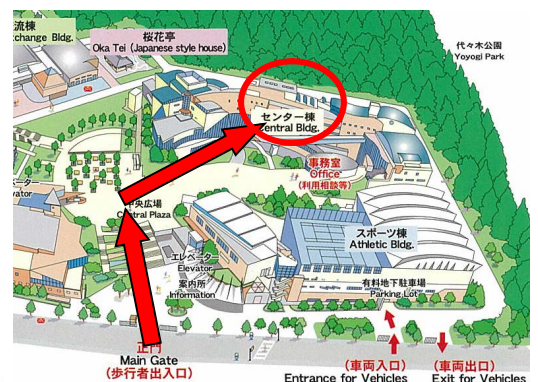 流棟
change Bldg.
桜花亭
Oka Tei (Japanese style house)
代々木公園
Yoyogi Park
センター棟
Central Bldg.
事務室
Office
(利用相談等)
中央広場
Central Plaza
スポーツ棟
Athletic Bldg.
エレベーター
Elevator
案内所
Information
有料地下駐車場
Parking Lot
正門
Main Gate
(歩行者出入口)
(車両入口)
Entrance for Vehicles
(車両出口)
Exit for Vehicles